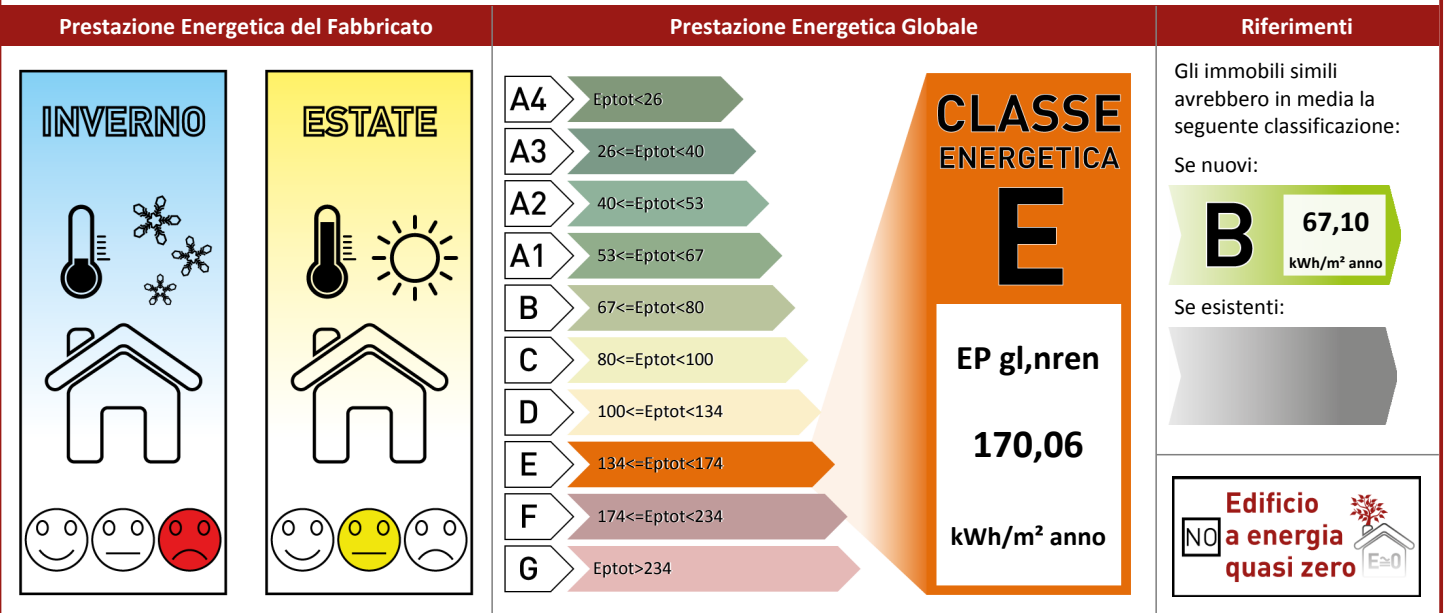 Prestazione Energetica del Fabbricato
Prestazione Energetica Globale
Riferimenti
INVERNO
ESTATE
A4 Eptot<26
A3 26<=Eptot<40
A2 40<=Eptot<53
A1 53<=Eptot<67
B 67<=Eptot<80
C 80<=Eptot<100
D 100<=Eptot<134
E 134<=Eptot<174
F 174<=Eptot<234
G Eptot>234
CLASSE
ENERGETICA
E
EP gl,nren
170,06
kWh/m² anno
Gli immobili simili
avrebbero in media la
seguente classificazione:
Se nuovi:
B 67,10
kWh/m² anno
Se esistenti:
Edificio
NO a energia
quasi zero E≅0